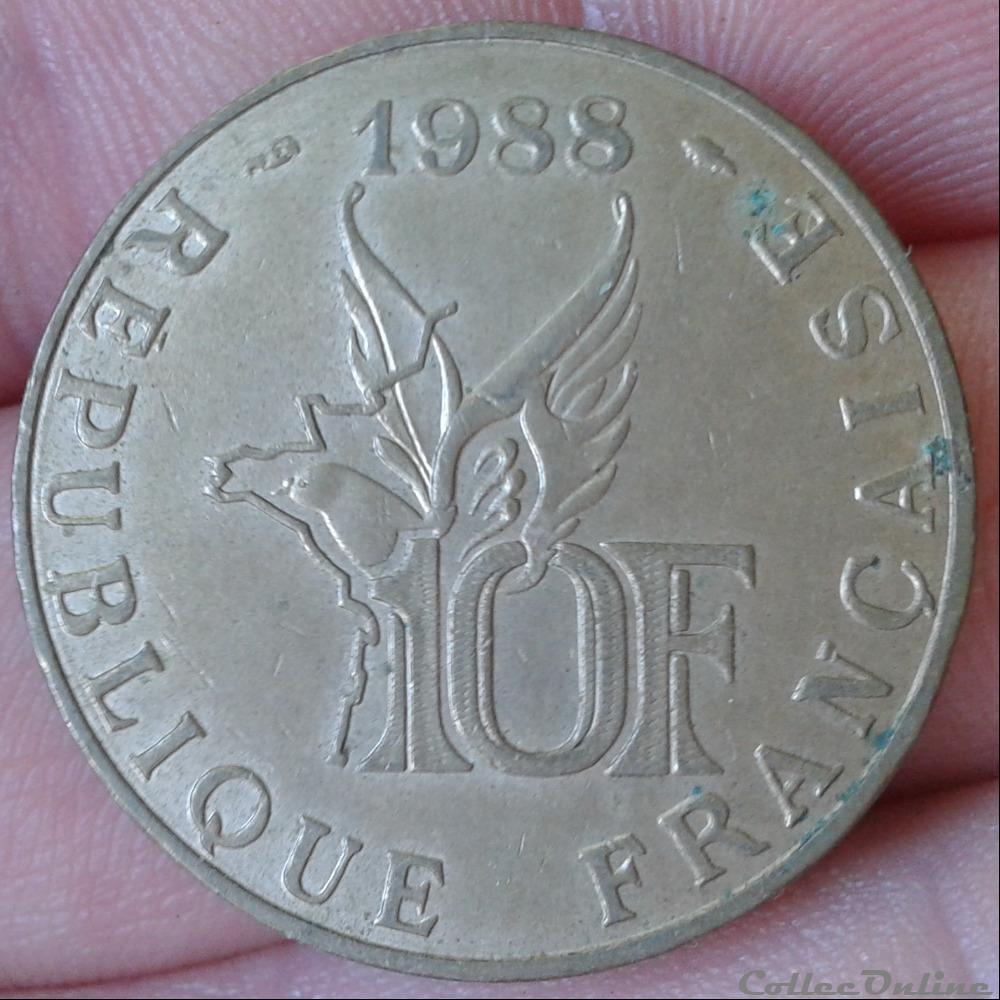 1988
RÉPUBLIQUE FRANÇAISE
10F
CollecOnline